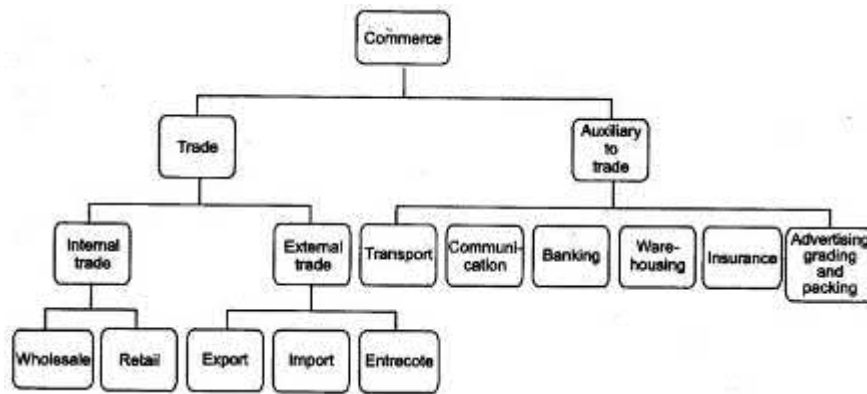 Commerce
Trade
Auxiliary
to
trade
Internal
trade
External
trade
Transport
Communi-
cation
Banking
Ware-
housing
Insurance
Advertising
grading
and
packing
Wholesale
Retail
Export
Import
Entrecote